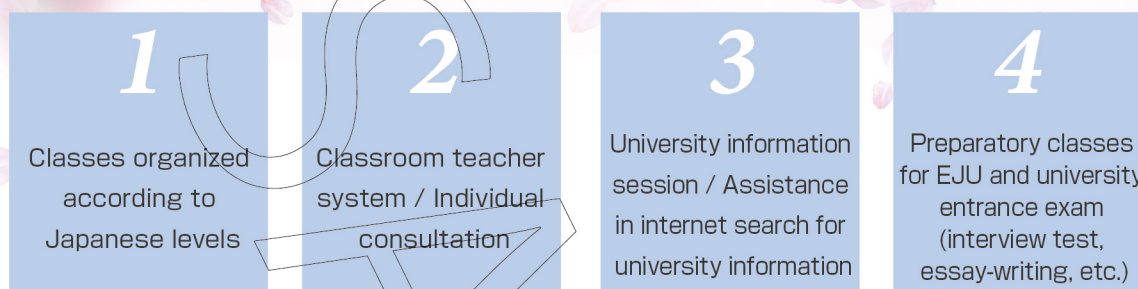 1
Classes organized
according to
Japanese levels
2
Classroom teacher
system / Individual
consultation
3
University information
session / Assistance
in internet search for
university information
4
Preparatory classes
for EJU and university
entrance exam
(interview test,
essay-writing, etc.)